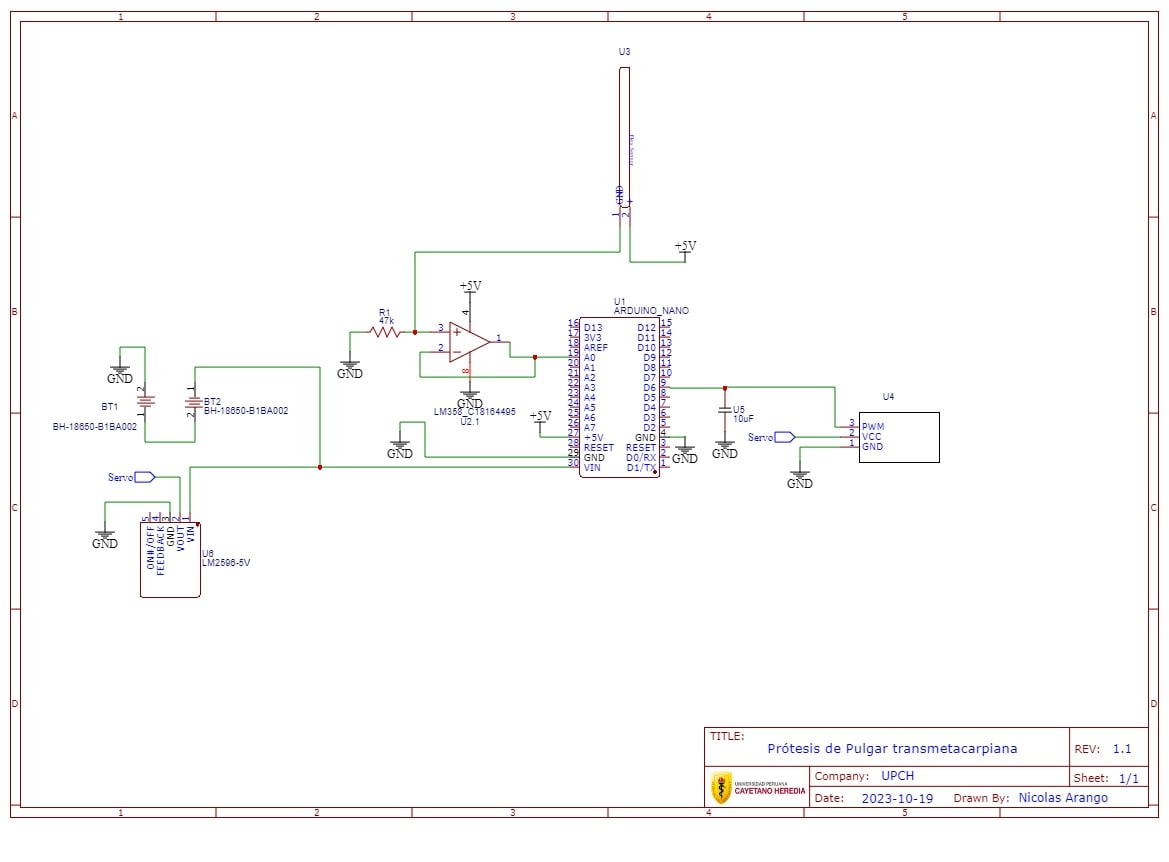 1 2 3 4 5
A A
B B
C C
D D
U3
Flex Sensor
GND
+
1 2
+5V
+5V
4
R1
47k
3
1
2
8
GND
GND
LM358_C18164495
U2.1
U1
ARDUINO_NANO
16 D13 D12 15
17 3V3 D11 14
18 AREF D10 13
19 A0 D9 12
20 A1 D8 11
21 A2 D7 10
22 A3 D6 9
23 A4 D5 8
24 A5 D4 7
25 A6 D3 6
26 A7 D2 5
27 +5V GND 4
28 RESET RESET 3
29 GND D0/RX 2
30 VIN D1/TX 1
+5V
GND
GND
U5
10uF
GND
U4
Servo
3 PWM
2 VCC
1 GND
GND
GND
2
BT1
1
BH-18650-B1BA002
1
BT2
BH-18650-B1BA002
2
Servo
GND
5 4 3 2 1
ON#/OFF
FEEDBACK
GND
VOUT
VIN
U6
LM2596-5V
TITLE:
Prótesis de Pulgar transmetacarpiana
REV: 1.1
UNIVERSIDAD PERUANA
CAYETANO HEREDIA
Company: UPCH
Sheet: 1/1
Date: 2023-10-19 Drawn By: Nicolas Arango
1 2 3 4 5